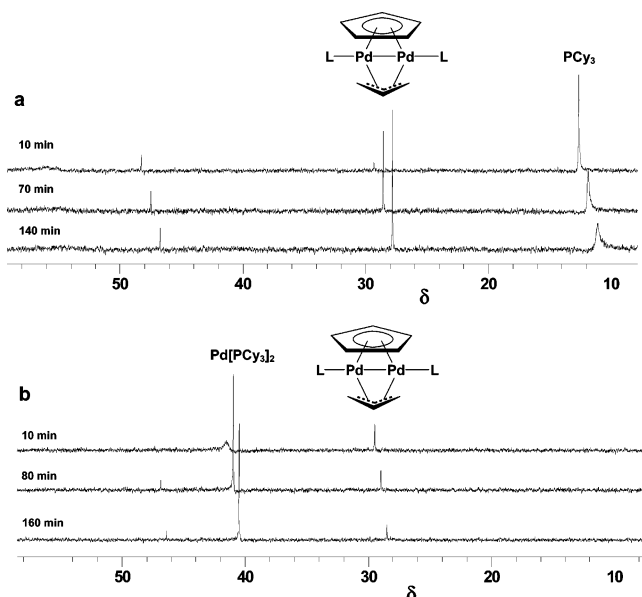 L Pd Pd L
PCy3
a
10 min
70 min
140 min
50 40 30 20 10
δ
Pd[PCy3]2
L Pd Pd L
b
10 min
80 min
160 min
50 40 30 20 10
δ